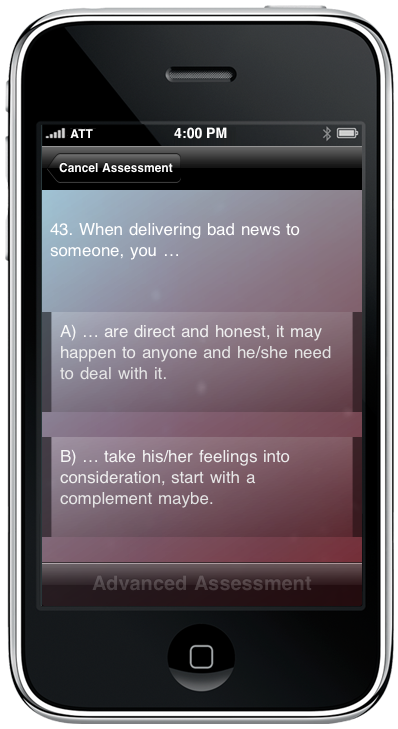 ATT 4:00 PM
Cancel Assessment
43. When delivering bad news to
someone, you …
A) … are direct and honest, it may
happen to anyone and he/she need
to deal with it.
B) … take his/her feelings into
consideration, start with a
complement maybe.
Advanced Assessment